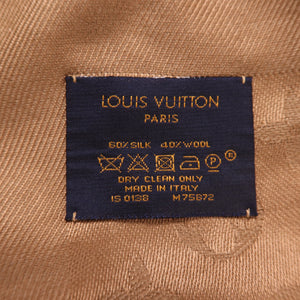 LOUIS VUITTON
PARIS
60%SILK 40%WOOL
P
DRY CLEAN ONLY
MADE IN ITALY
IS 0138 M75872